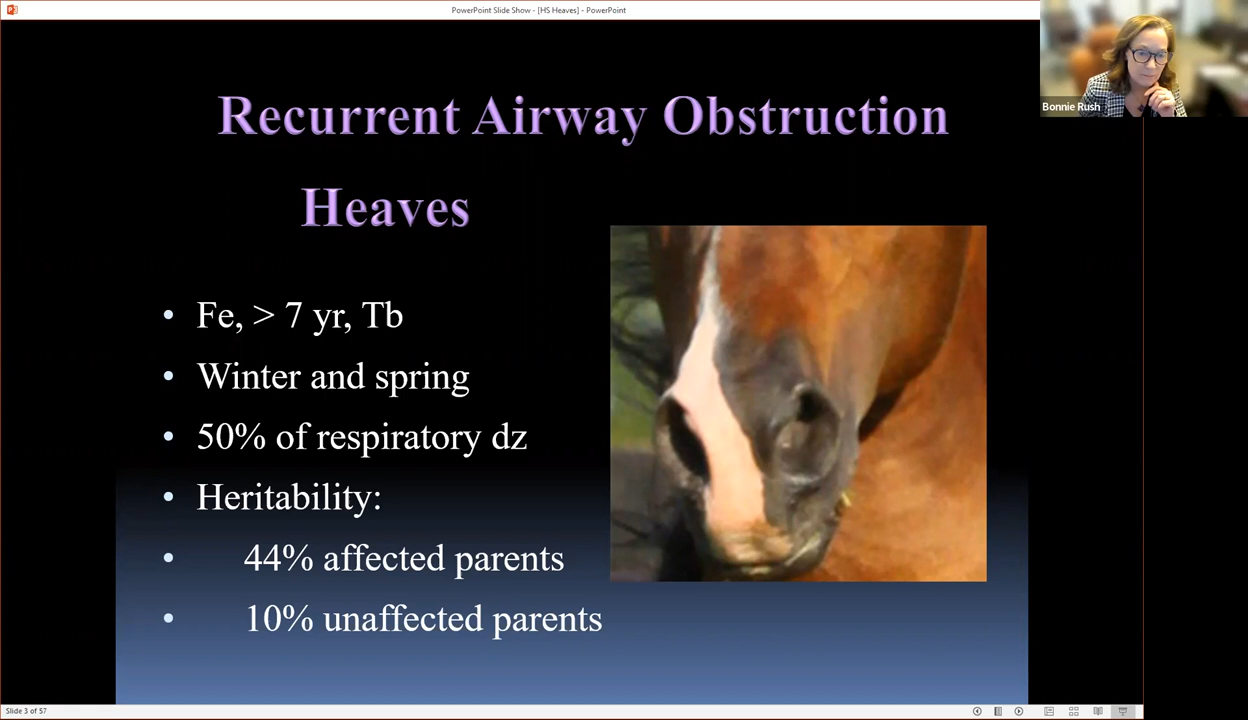 PowerPoint Slide Show - [HS Heaves] - PowerPoint
Bonnie Rush
Recurrent Airway Obstruction
Heaves
• Fe, > 7 yr, Tb
• Winter and spring
• 50% of respiratory dz
• Heritability:
• 44% affected parents
• 10% unaffected parents
Slide 3 of 57